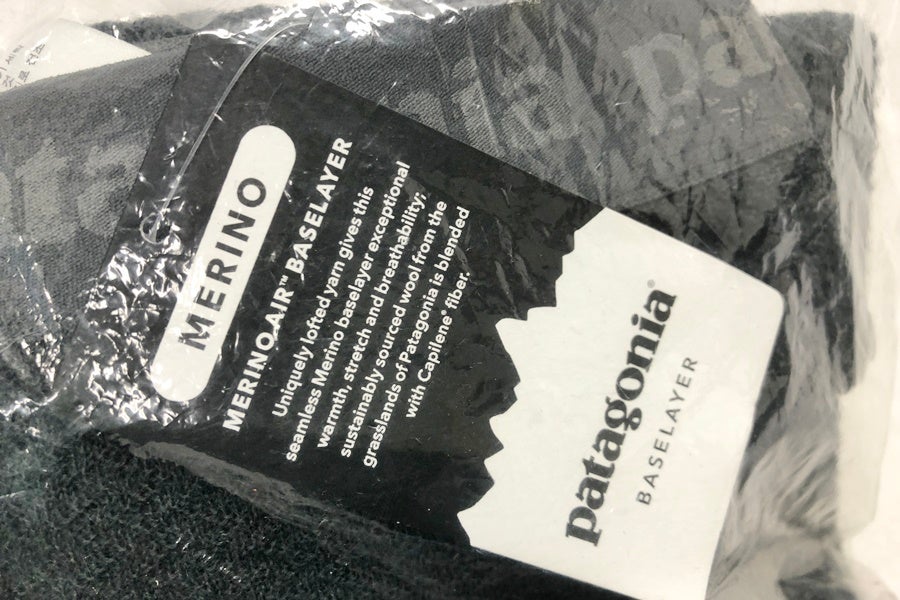 MERINO
MERINO AIR™ BASELAYER
Uniquely lofted yarn gives this
seamless Merino baselayer exceptional
warmth, stretch and breathability;
sustainably sourced wool from the
grasslands of Patagonia is blended
with Capilene® fiber.
patagonia®
BASELAYER